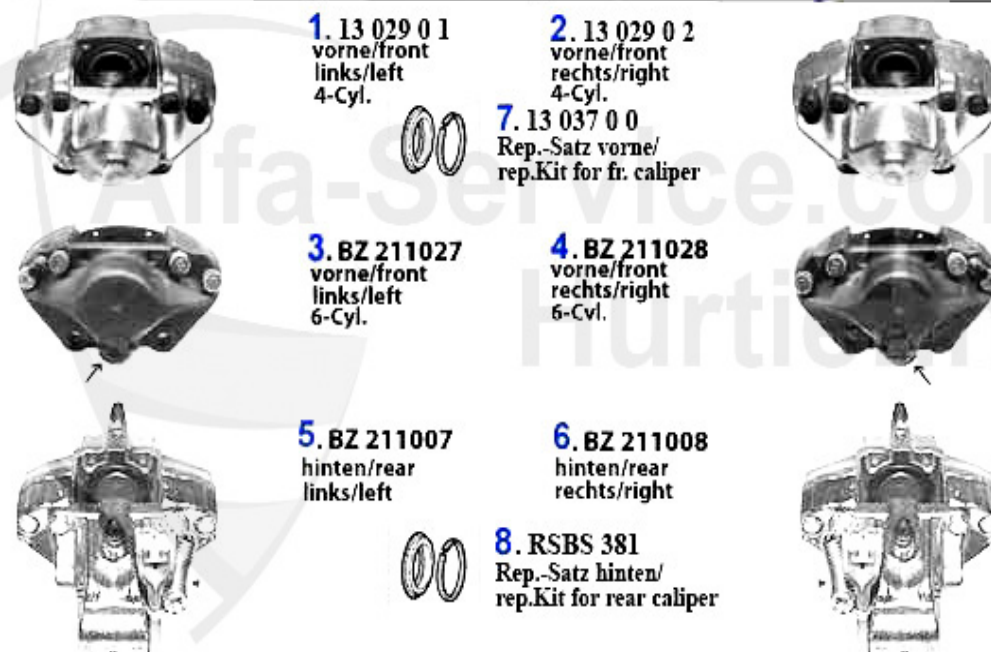 1. 13 029 0 1
vorne/front
links/left
4-Cyl.
2. 13 029 0 2
vorne/front
rechts/right
4-Cyl.
7. 13 037 0 0
Rep.-Satz vorne/
rep.Kit for fr. caliper
Alfa-Service.co
3. BZ 211027
vorne/front
links/left
6-Cyl.
4. BZ 211028
vorne/front
rechts/right
6-Cyl.
Hurtie
5. BZ 211007
hinten/rear
links/left
6. BZ 211008
hinten/rear
rechts/right
8. RSBS 381
Rep.-Satz hinten/
rep.Kit for rear caliper